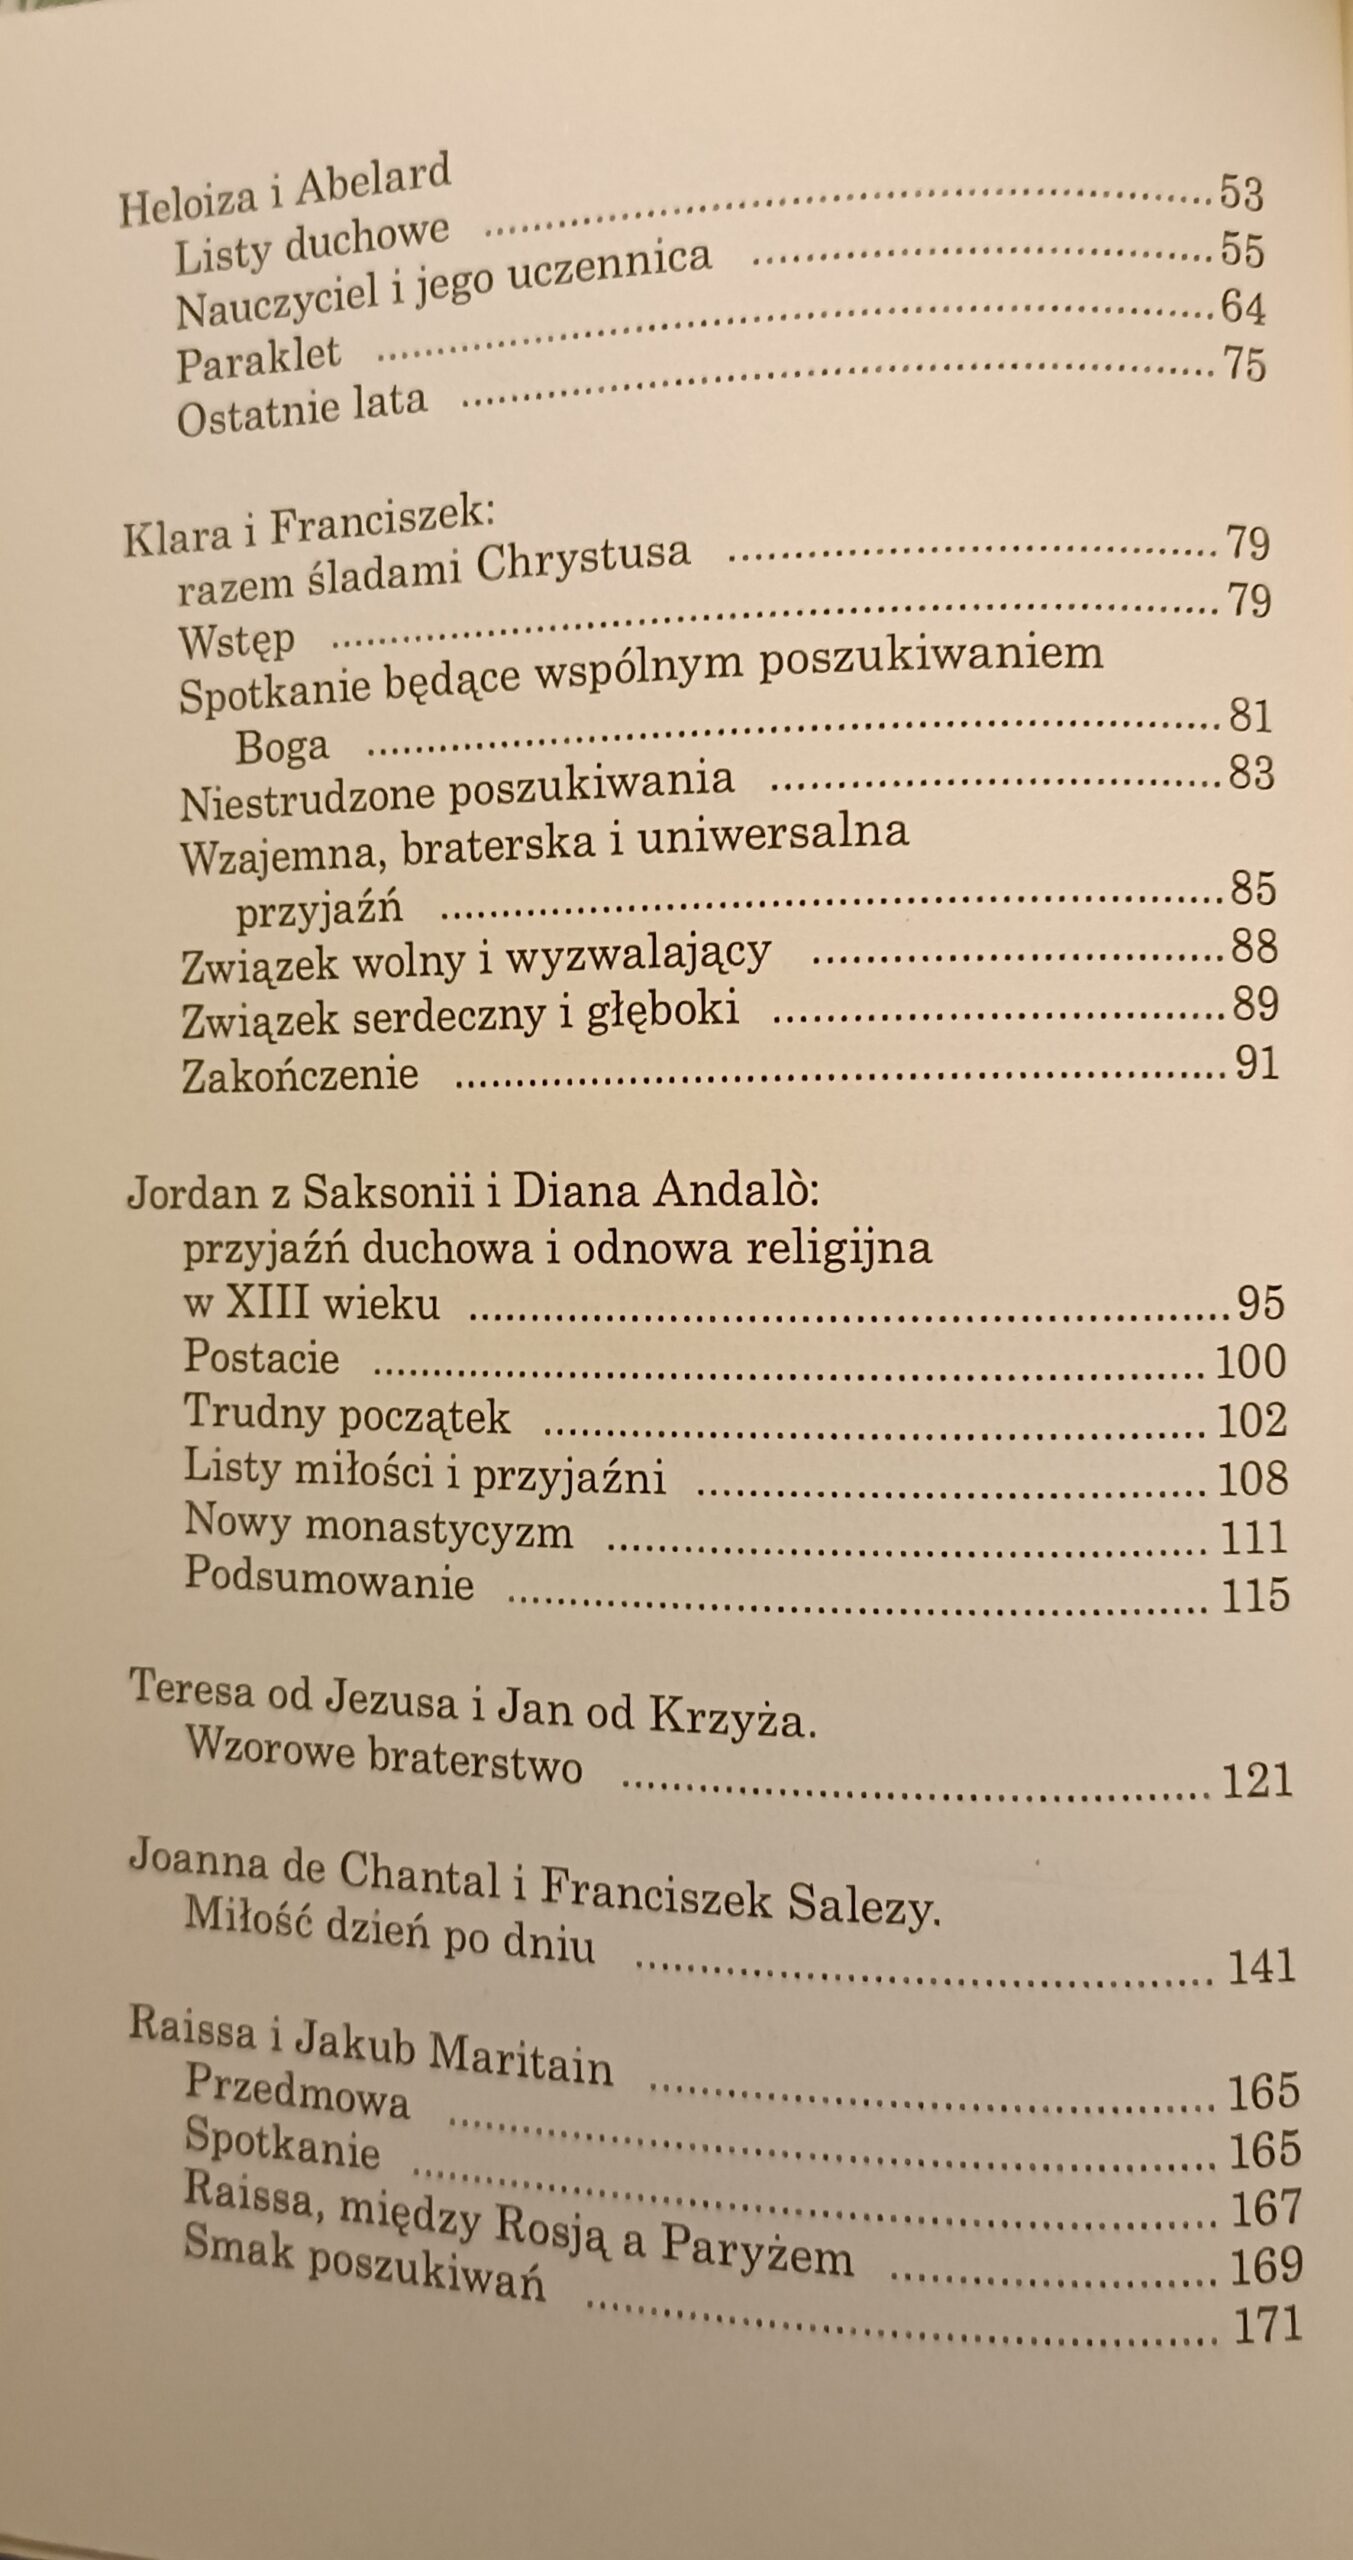 Heloiza i Abelard
Listy duchowe ........................................ 53
Nauczyciel i jego uczennica ........................................ 55
Paraklet ........................................ 64
Ostatnie lata ........................................ 75
Klara i Franciszek:
razem śladami Chrystusa ........................................ 79
Wstęp ........................................ 79
Spotkanie będące wspólnym poszukiwaniem
Boga ........................................ 81
Niestrudzone poszukiwania ........................................ 83
Wzajemna, braterska i uniwersalna
przyjaźń ........................................ 85
Związek wolny i wyzwalający ........................................ 88
Związek serdeczny i głęboki ........................................ 89
Zakończenie ........................................ 91
Jordan z Saksonii i Diana Andalò:
przyjaźń duchowa i odnowa religijna
w XIII wieku ........................................ 95
Postacie ........................................ 100
Trudny początek ........................................ 102
Listy miłości i przyjaźni ........................................ 108
Nowy monastycyzm ........................................ 111
Podsumowanie ........................................ 115
Teresa od Jezusa i Jan od Krzyża.
Wzorowe braterstwo ........................................ 121
Joanna de Chantal i Franciszek Salezy.
Miłość dzień po dniu ........................................ 141
Raissa i Jakub Maritain ........................................ 165
Przedmowa ........................................ 165
Spotkanie ........................................ 167
Raissa, między Rosją a Paryżem ........................................ 169
Smak poszukiwań ........................................ 171